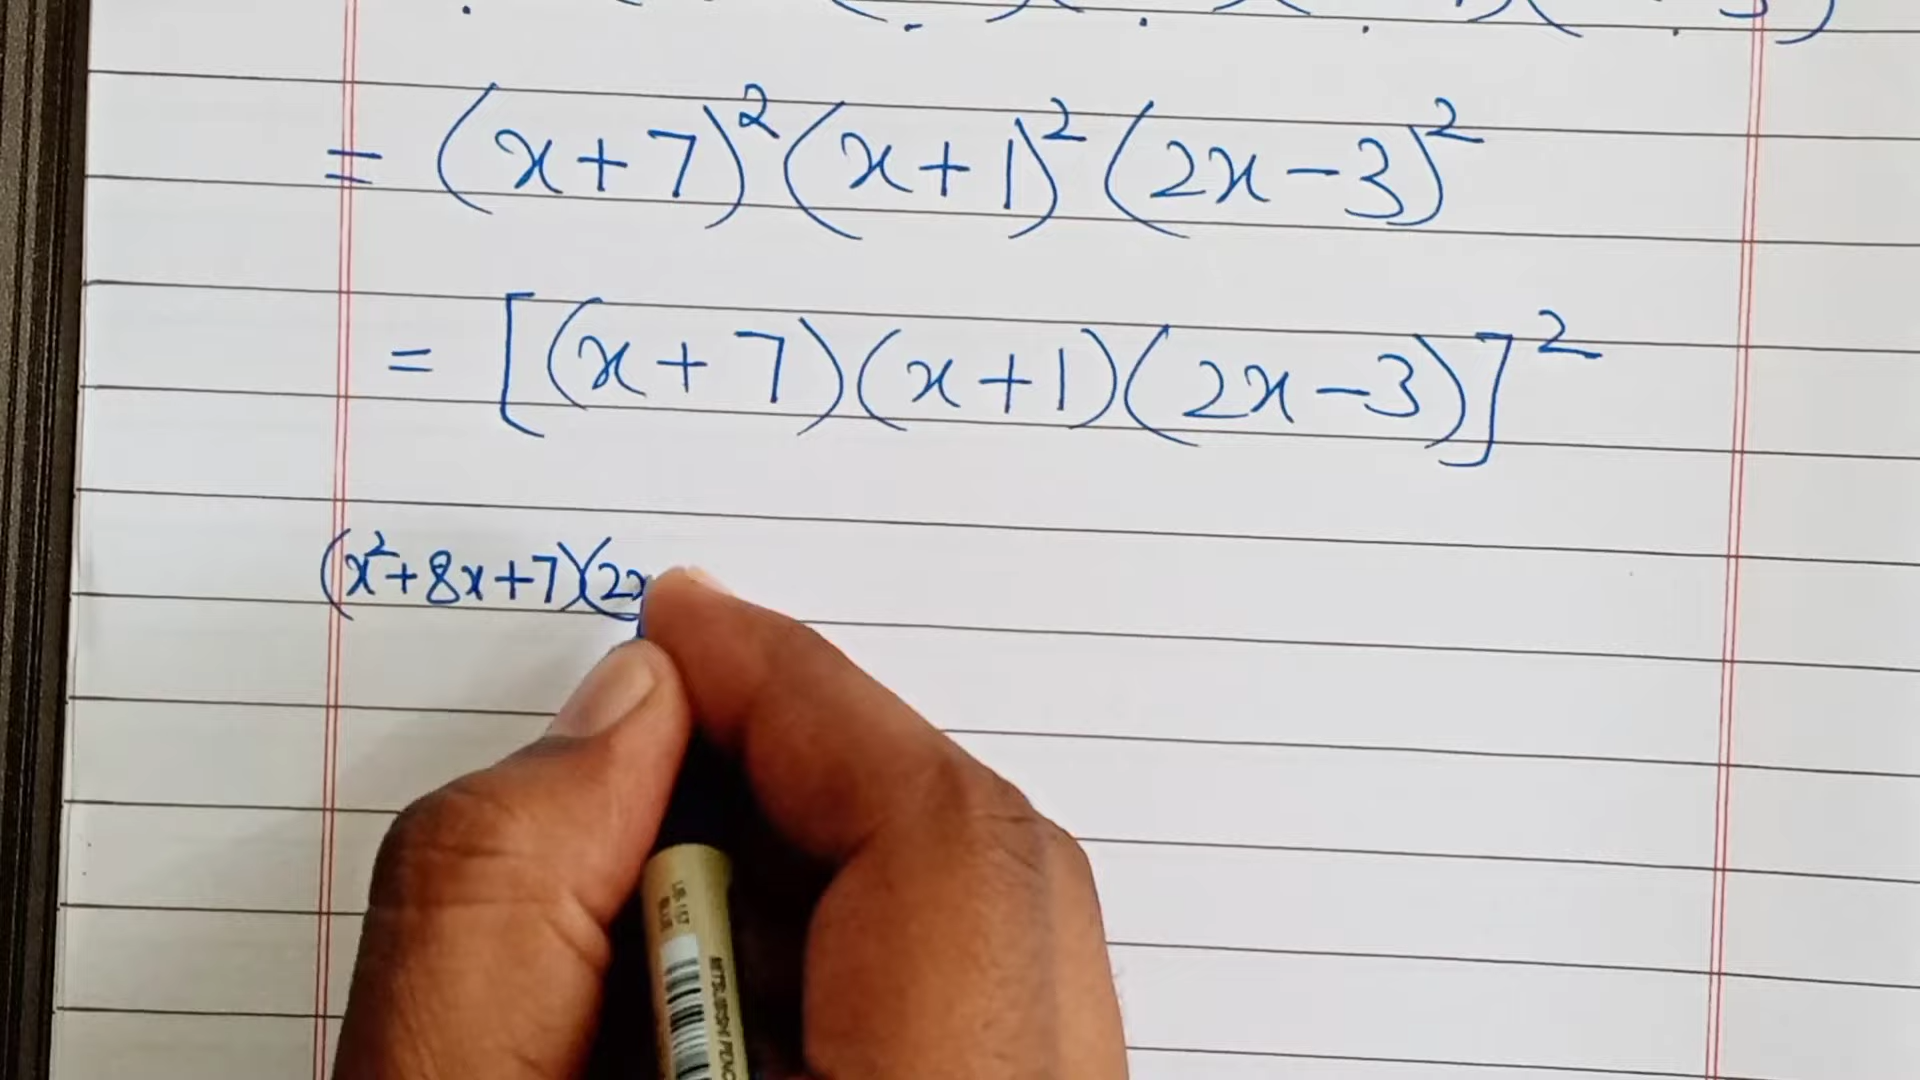 = (x+7)²(x+1)²(2x-3)²
= [(x+7)(x+1)(2x-3)]²
(x²+8x+7)(2x